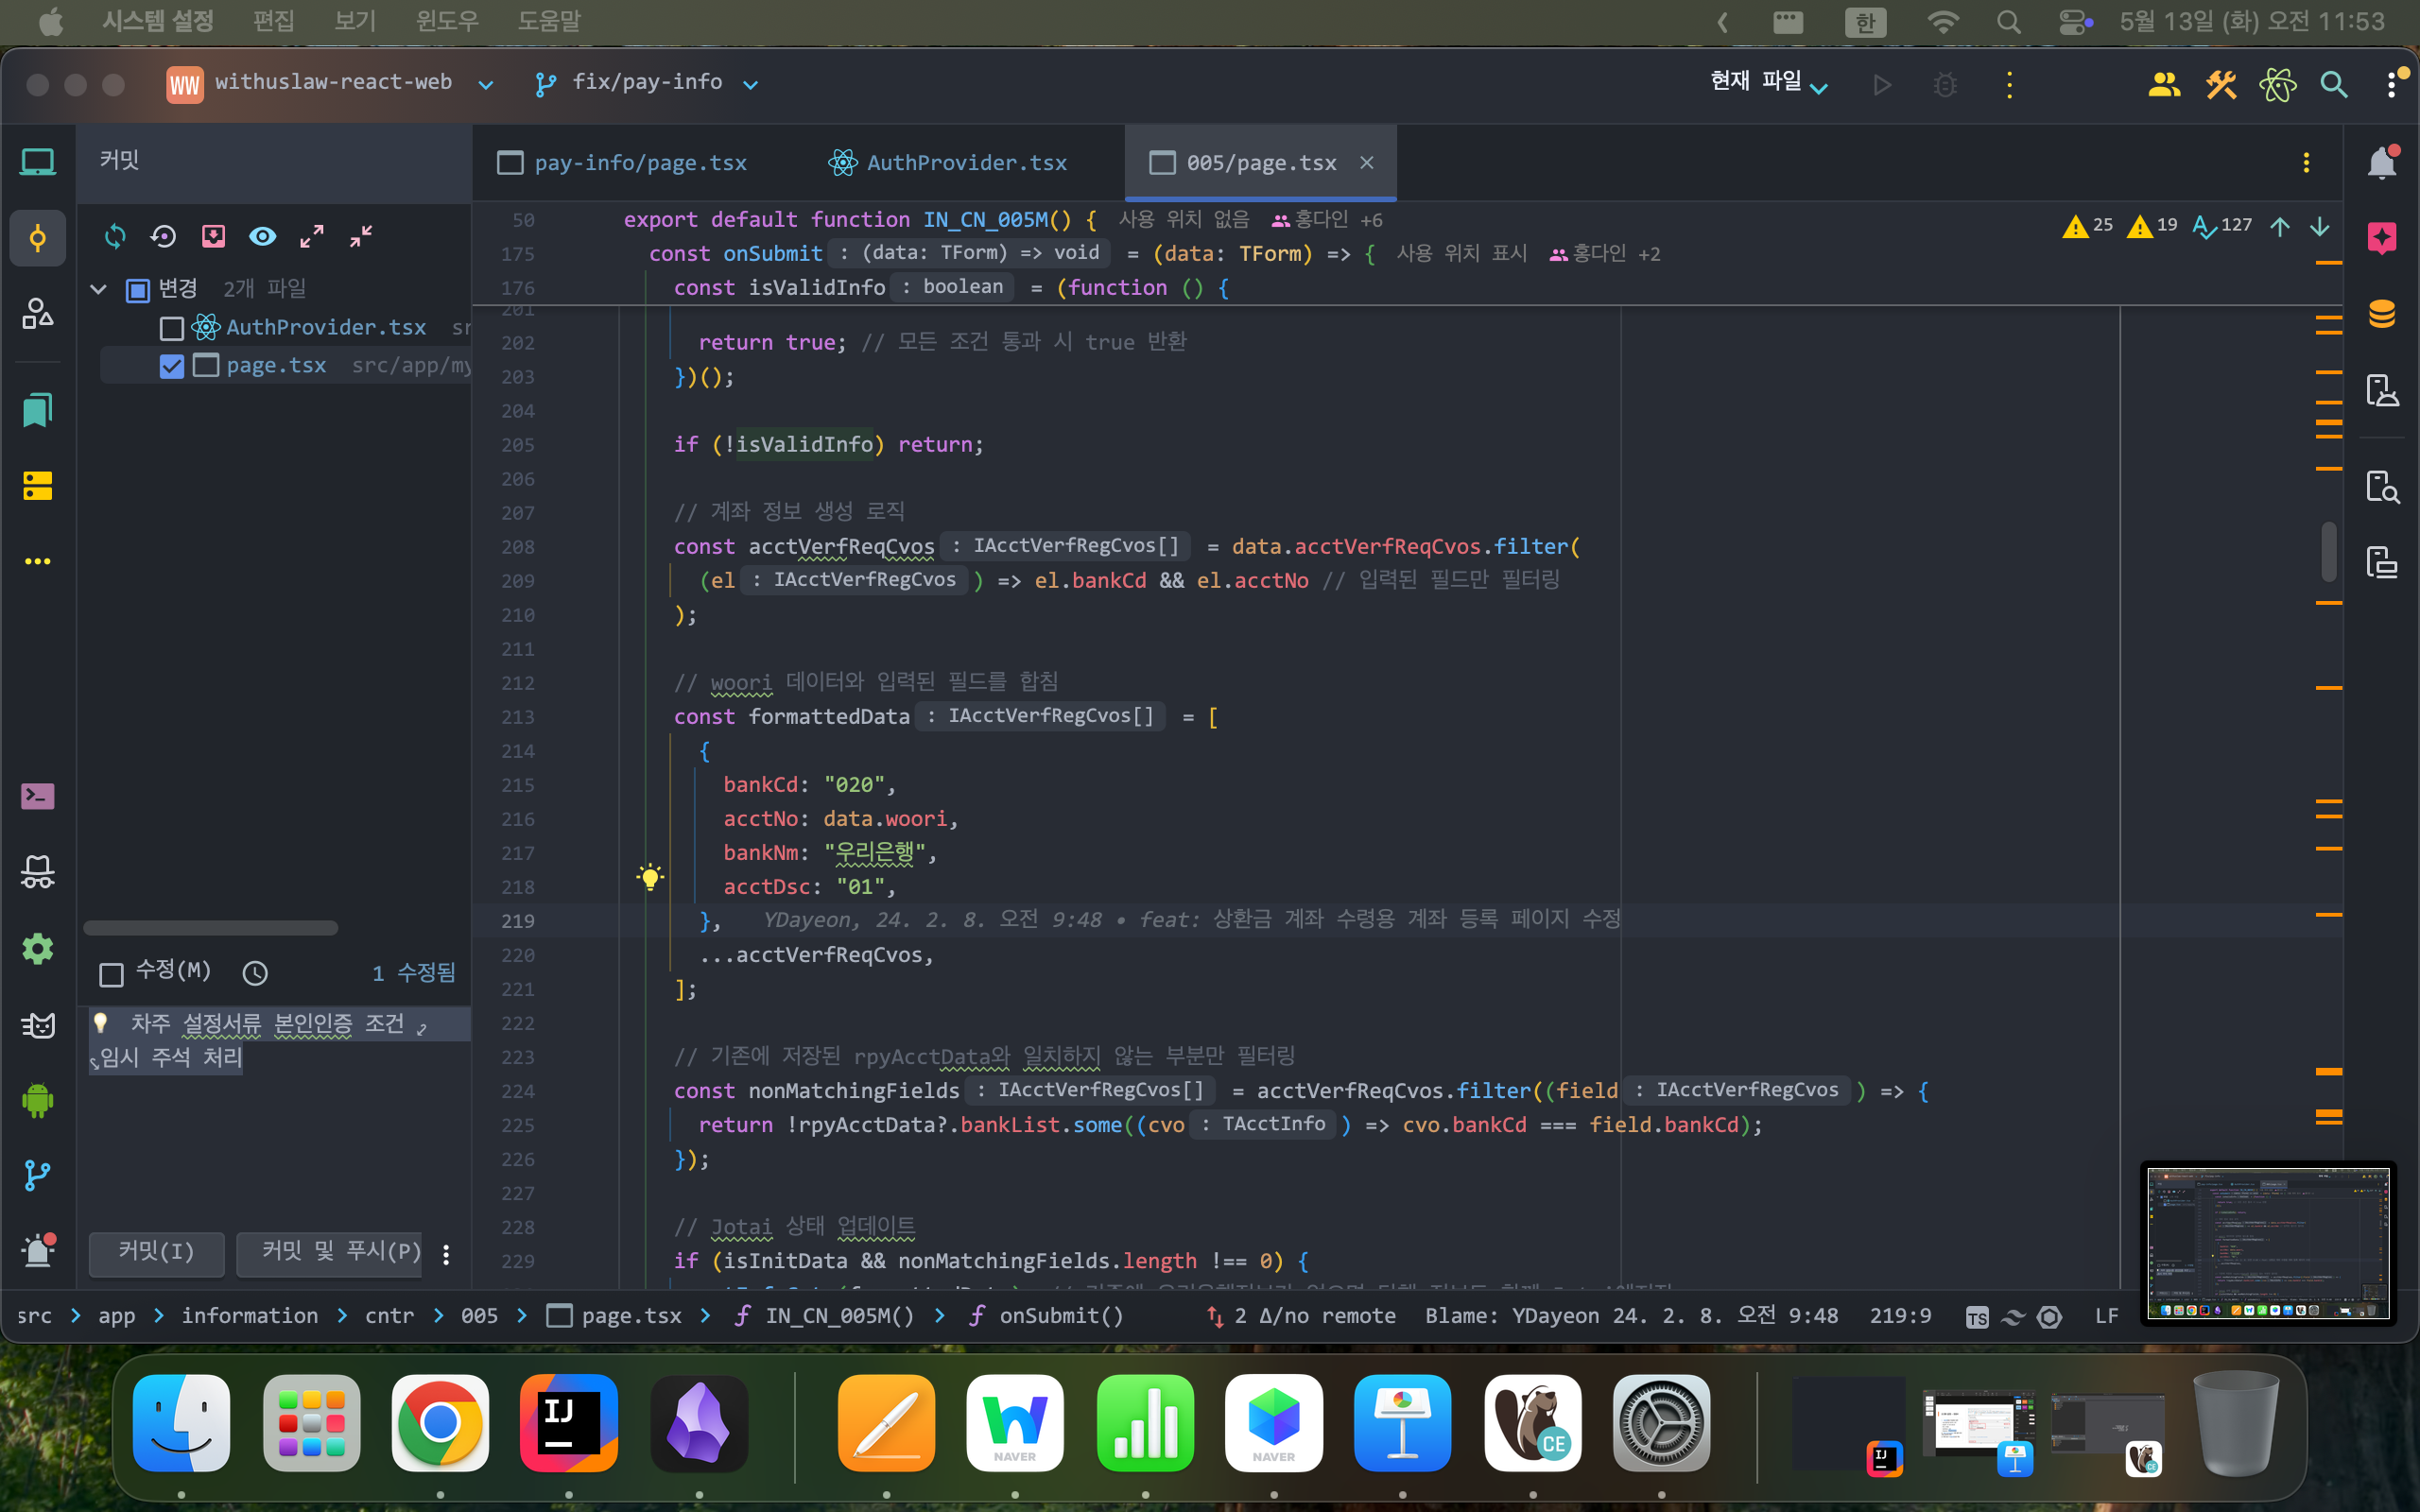 시스템 설정 편집 보기 윈도우 도움말 한 5월 13일 (화) 오전 11:53
WW withuslaw-react-web fix/pay-info 현재 파일
커밋
pay-info/page.tsx AuthProvider.tsx 005/page.tsx
변경 2개 파일
AuthProvider.tsx sr
page.tsx src/app/my
수정(M) 1 수정됨
차주 설정서류 본인인증 조건
임시 주석 처리
커밋(I) 커밋 및 푸시(P)
25 19 127
50 export default function IN_CN_005M() { 사용 위치 없음 홍다인 +6
175 const onSubmit : (data: TForm) => void = (data: TForm) => { 사용 위치 표시 홍다인 +2
176 const isValidInfo : boolean = (function () {
201
202 return true; // 모든 조건 통과 시 true 반환
203 })();
204
205 if (!isValidInfo) return;
206
207 // 계좌 정보 생성 로직
208 const acctVerfReqCvos : IAcctVerfRegCvos[] = data.acctVerfReqCvos.filter(
209 (el : IAcctVerfRegCvos ) => el.bankCd && el.acctNo // 입력된 필드만 필터링
210 );
211
212 // woori 데이터와 입력된 필드를 합침
213 const formattedData : IAcctVerfRegCvos[] = [
214 {
215 bankCd: "020",
216 acctNo: data.woori,
217 bankNm: "우리은행",
218 acctDsc: "01",
219 }, YDayeon, 24. 2. 8. 오전 9:48 • feat: 상환금 계좌 수령용 계좌 등록 페이지 수정
220 ...acctVerfReqCvos,
221 ];
222
223 // 기존에 저장된 rpyAcctData와 일치하지 않는 부분만 필터링
224 const nonMatchingFields : IAcctVerfRegCvos[] = acctVerfReqCvos.filter((field : IAcctVerfRegCvos ) => {
225 return !rpyAcctData?.bankList.some((cvo : TAcctInfo ) => cvo.bankCd === field.bankCd);
226 });
227
228 // Jotai 상태 업데이트
229 if (isInitData && nonMatchingFields.length !== 0) {
src app information cntr 005 page.tsx IN_CN_005M() onSubmit() 2 Δ/no remote Blame: YDayeon 24. 2. 8. 오전 9:48 219:9 TS LF
IJ NAVER NAVER CE IJ CE